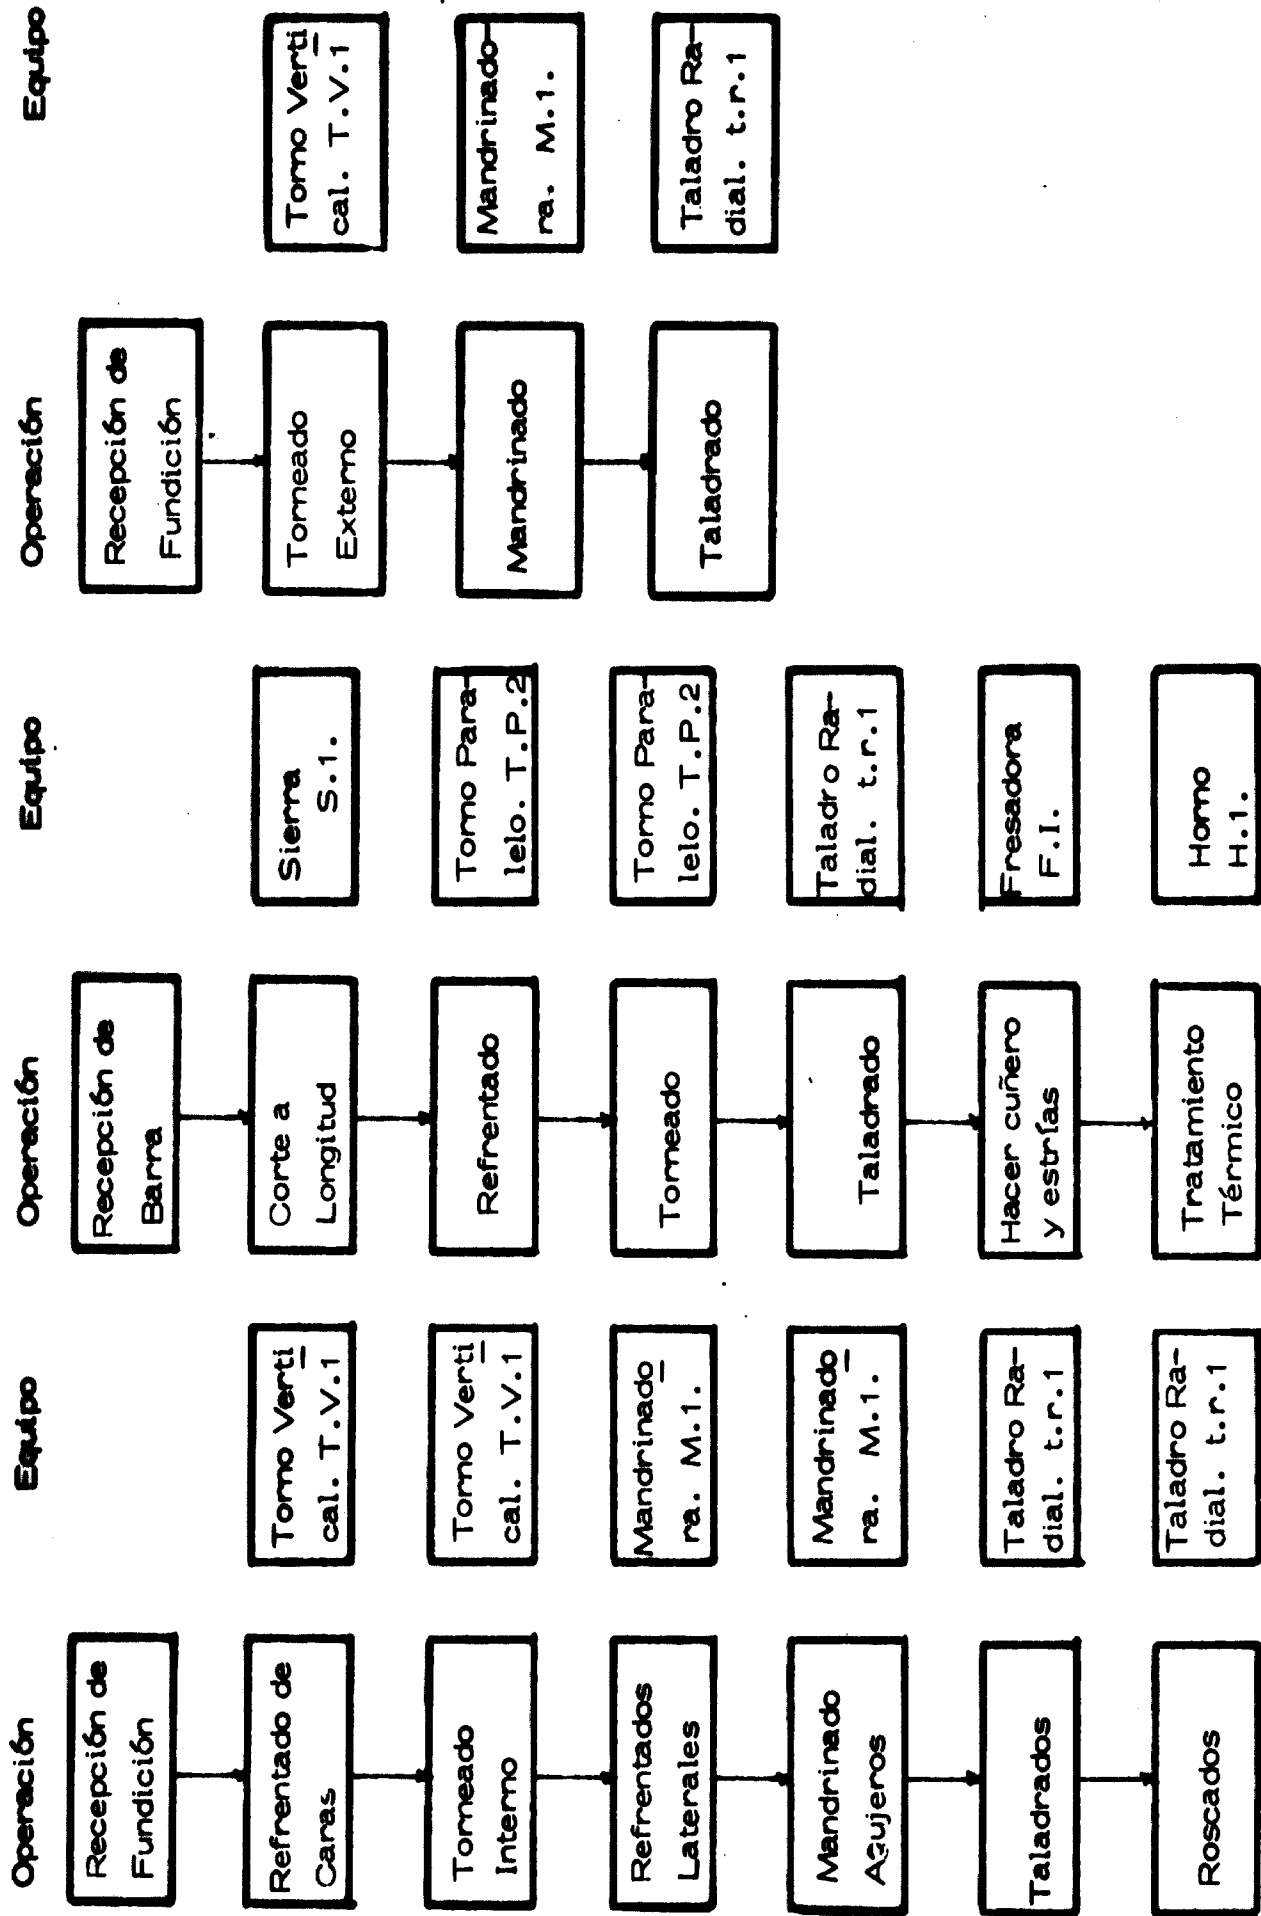 Operación
Equipo
Operación
Equipo
Operación
Equipo
Recepción de
Fundición
Refrentado de
Caras
Torno Verti
cal. T.V.1
Torneado
Interno
Torno Verti
cal. T.V.1
Refrentados
Laterales
Mandrinado
ra. M.1.
Mandrinado
Agujeros
Mandrinado
ra. M.1.
Taladrados
Taladro Ra-
dial. t.r.1
Roscados
Taladro Ra-
dial. t.r.1
Recepción de
Barra
Corte a
Longitud
Sierra
S.1.
Refrentado
Torno Para-
lelo. T.P.2
Torneado
Torno Para-
lelo. T.P.2
Taladrado
Taladro Ra-
dial. t.r.1
Hacer cuñero
y estrías
Fresadora
F.I.
Tratamiento
Térmico
Horno
H.1.
Recepción de
Fundición
Torneado
Externo
Torno Verti
cal. T.V.1
Mandrinado
Mandrinado-
ra. M.1.
Taladrado
Taladro Ra-
dial. t.r.1